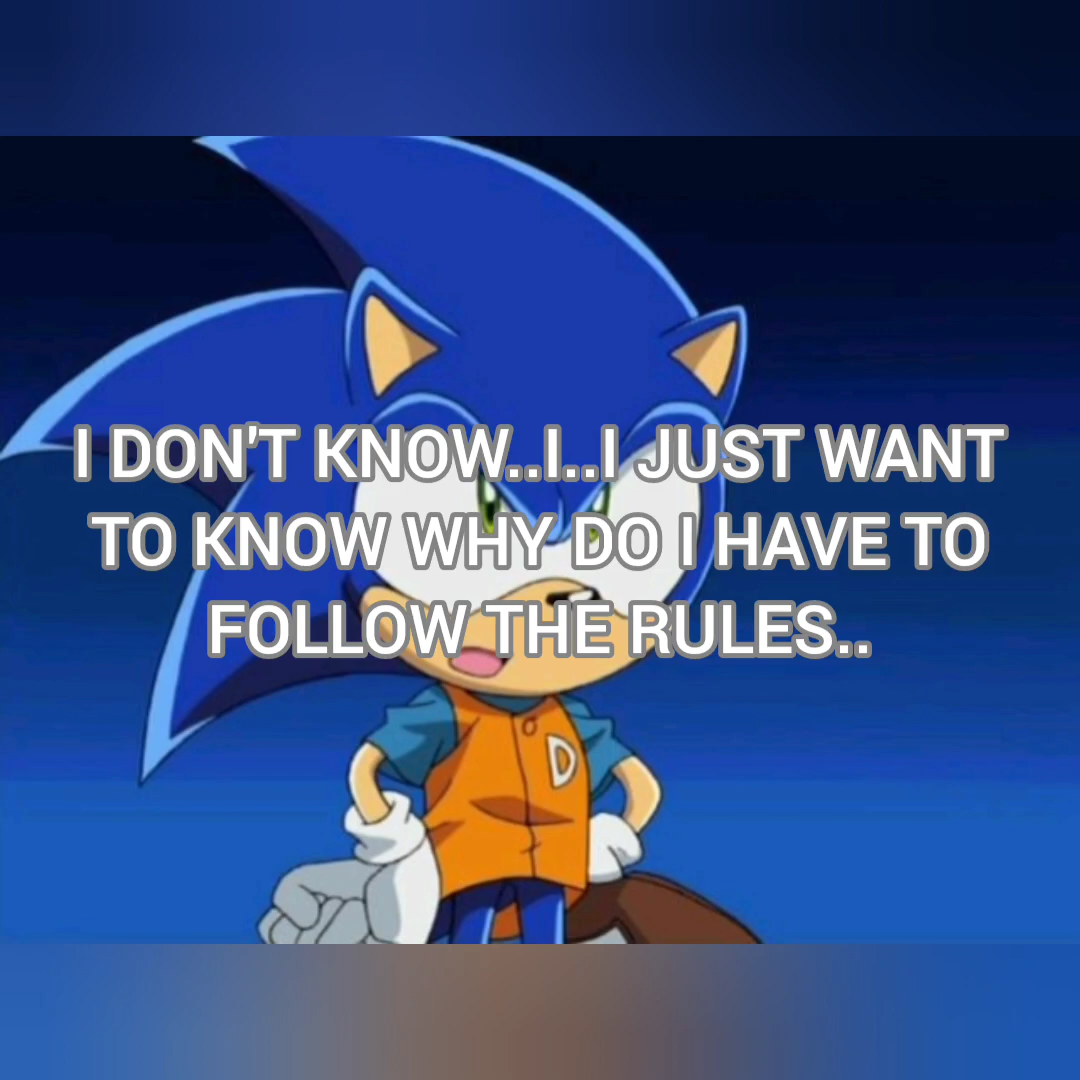 I DON'T KNOW..I..I JUST WANT
TO KNOW WHY DO I HAVE TO
FOLLOW THE RULES..
D